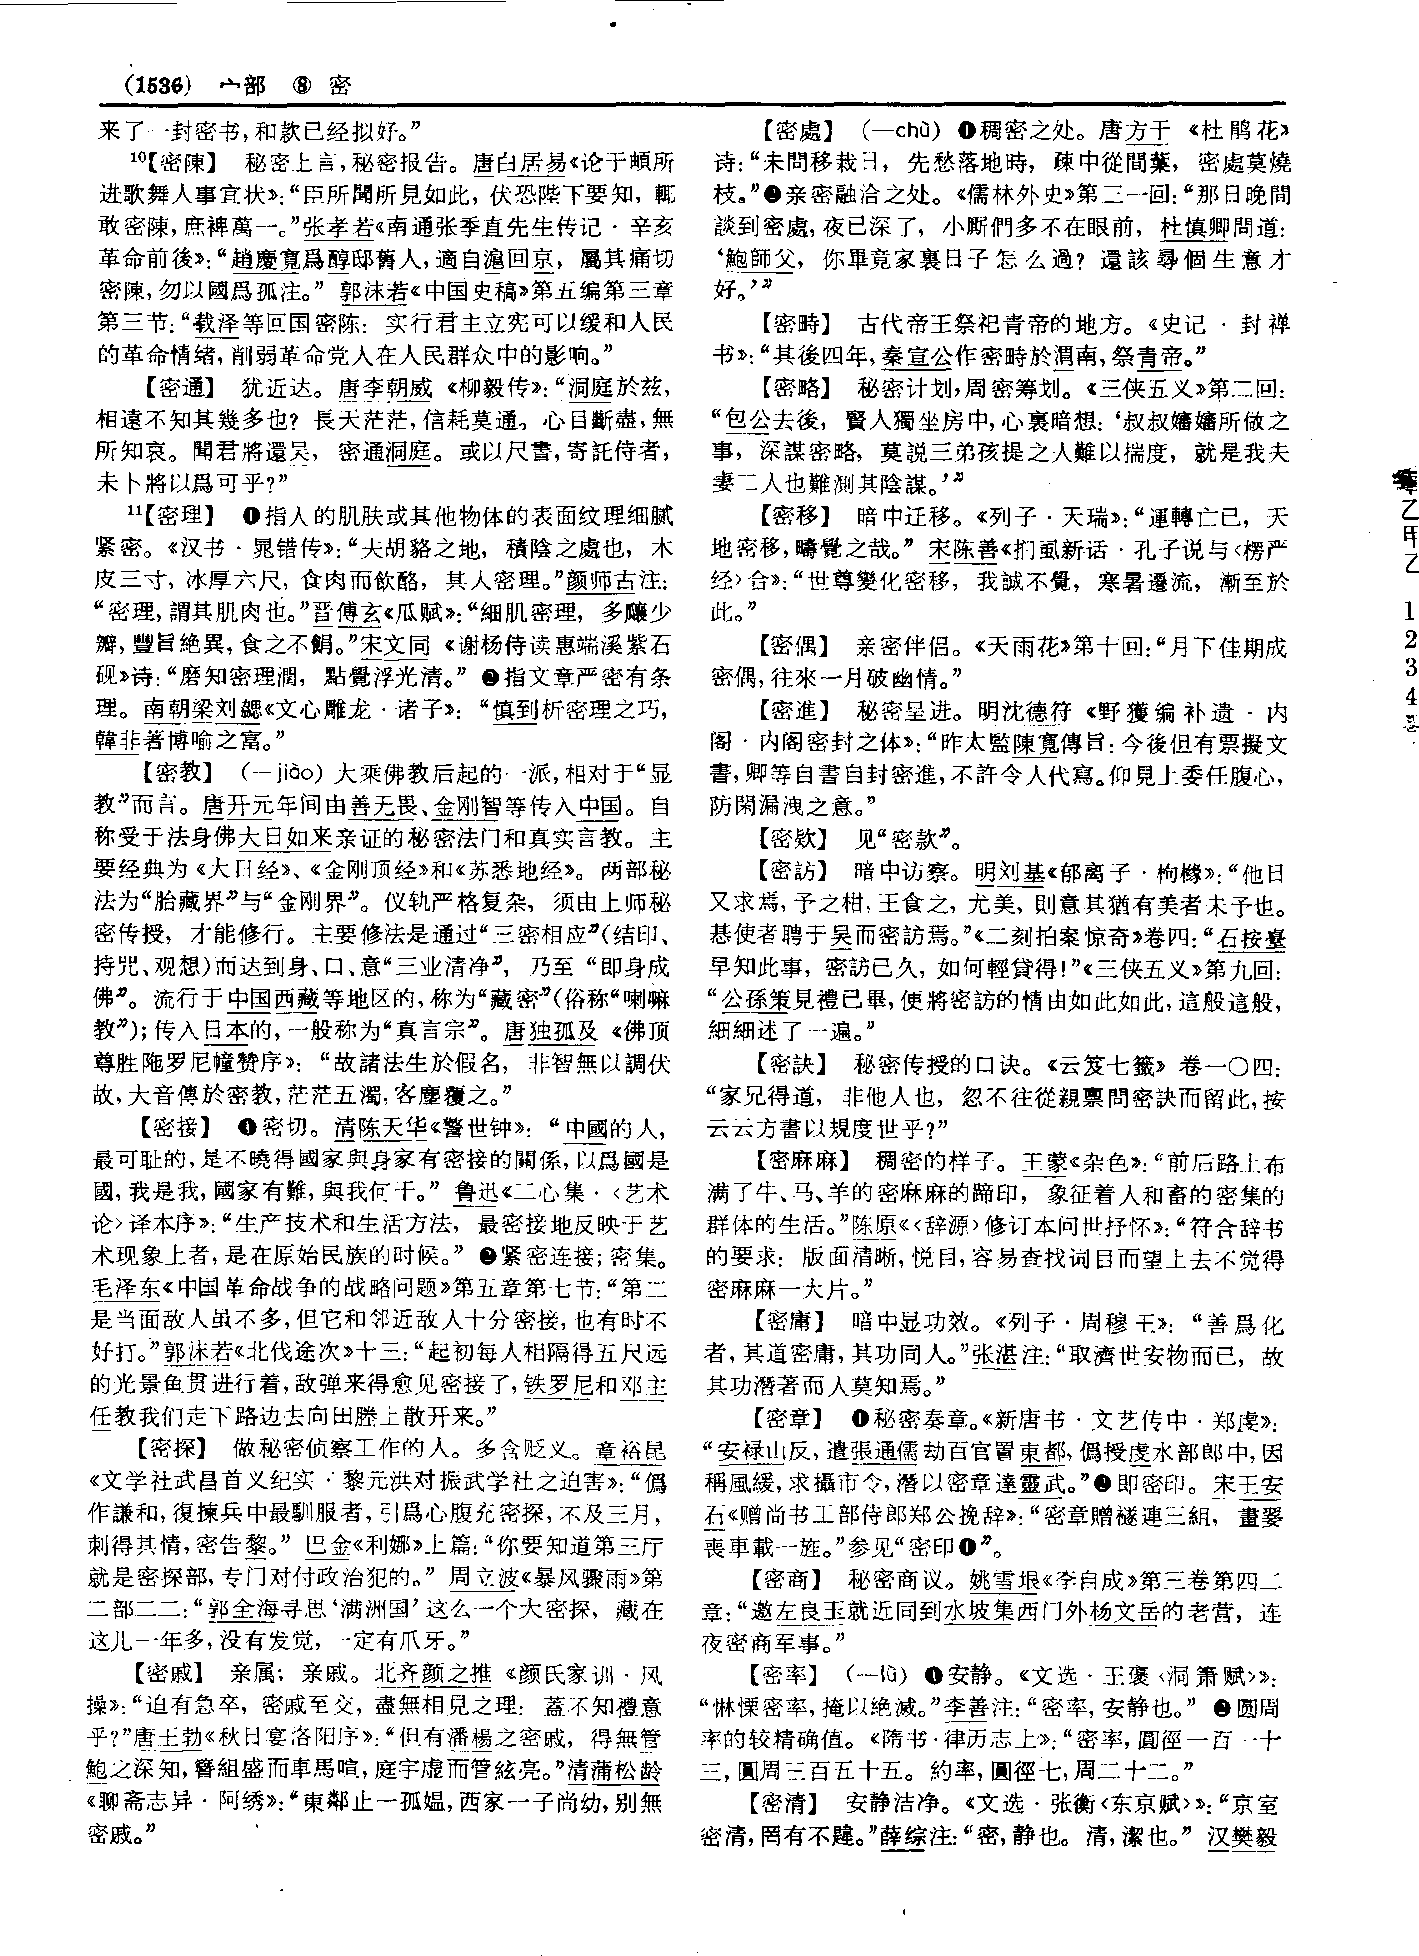 (1536) 宀部 ⑧ 密
来了一封密书,和款已经拟好。”
¹⁰【密陳】 秘密上言,秘密报告。唐白居易《论于頔所
进歌舞人事宜状》:“臣所聞所見如此,伏恐陛下要知,輒
敢密陳,庶裨萬一。”张孝若《南通张季直先生传记·辛亥
革命前後》:“趙慶寬爲醇邸舊人,適自滬回京,屬其痛切
密陳,勿以國爲孤注。” 郭沫若《中国史稿》第五编第三章
第三节:“载泽等回国密陈: 实行君主立宪可以缓和人民
的革命情绪,削弱革命党人在人民群众中的影响。”
【密通】 犹近达。唐李朝威《柳毅传》:“洞庭於茲,
相遠不知其幾多也? 長天茫茫,信耗莫通。心目斷盡,無
所知哀。聞君將還吴, 密通洞庭。或以尺書,寄託侍者,
未卜將以爲可乎?”
¹¹【密理】 ❶指人的肌肤或其他物体的表面纹理细腻
紧密。《汉书·晁错传》:“夫胡貉之地, 積陰之處也, 木
皮三寸, 冰厚六尺, 食肉而飲酪, 其人密理。”颜师古注:
“密理,謂其肌肉也。”晋傅玄《瓜赋》:“細肌密理, 多瓤少
瓣,豐旨絶異,食之不餇。”宋文同《谢杨侍读惠端溪紫石
砚》诗:“磨知密理潤, 點覺浮光清。” ❷指文章严密有条
理。南朝梁刘勰《文心雕龙·诸子》: “慎到析密理之巧,
韓非著博喻之富。”
【密教】 (—jiào) 大乘佛教后起的一派,相对于“显
教”而言。唐开元年间由善无畏、金刚智等传入中国。自
称受于法身佛大日如来亲证的秘密法门和真实言教。主
要经典为《大日经》、《金刚顶经》和《苏悉地经》。两部秘
法为“胎藏界”与“金刚界”。仪轨严格复杂, 须由上师秘
密传授, 才能修行。主要修法是通过“三密相应”(结印、
持咒、观想)而达到身、口、意“三业清净”, 乃至 “即身成
佛”。流行于中国西藏等地区的,称为“藏密”(俗称“喇嘛
教”);传入日本的,一般称为“真言宗”。唐独孤及《佛顶
尊胜陁罗尼幢赞序》: “故諸法生於假名, 非智無以調伏
故,大音傳於密教,茫茫五濁,客塵覆之。”
【密接】 ❶密切。清陈天华《警世钟》: “中國的人,
最可耻的,是不曉得國家與身家有密接的關係,以爲國是
國,我是我,國家有難,與我何干。” 鲁迅《二心集·〈艺术
论〉译本序》:“生产技术和生活方法, 最密接地反映于艺
术现象上者,是在原始民族的时候。” ❷紧密连接;密集。
毛泽东《中国革命战争的战略问题》第五章第七节:“第二
是当面敌人虽不多,但它和邻近敌人十分密接,也有时不
好打。”郭沫若《北伐途次》十三:“起初每人相隔得五尺远
的光景鱼贯进行着,敌弹来得愈见密接了,铁罗尼和邓主
任教我们走下路边去向田塍上散开来。”
【密探】 做秘密侦察工作的人。多含贬义。章裕昆
《文学社武昌首义纪实·黎元洪对振武学社之迫害》:“僞
作謙和,復揀兵中最馴服者,引爲心腹充密探,不及三月,
刺得其情,密告黎。” 巴金《利娜》上篇:“你要知道第三厅
就是密探部,专门对付政治犯的。” 周立波《暴风骤雨》第
二部二二:“郭全海寻思‘满洲国’这么一个大密探, 藏在
这儿一年多,没有发觉, 一定有爪牙。”
【密戚】 亲属; 亲戚。北齐颜之推《颜氏家训·风
操》:“迫有急卒, 密戚至交, 盡無相見之理; 蓋不知禮意
乎?”唐王勃《秋日宴洛阳序》:“但有潘楊之密戚, 得無管
鮑之深知,簪組盛而車馬喧,庭宇虛而管絃亮。”清蒲松龄
《聊斋志异·阿绣》:“東鄰止一孤媪,西家一子尚幼,别無
密戚。”
【密處】 (—chù) ❶稠密之处。唐方干《杜鹃花》
诗:“未問移栽日, 先愁落地時, 疎中從間葉, 密處莫燒
枝。”❷亲密融洽之处。《儒林外史》第三一回:“那日晚間
談到密處,夜已深了, 小厮們多不在眼前, 杜慎卿問道:
‘鮑師父, 你畢竟家裏日子怎么過? 還該尋個生意才
好。’”
【密畤】 古代帝王祭祀青帝的地方。《史记·封禅
书》:“其後四年,秦宣公作密畤於渭南,祭青帝。”
【密略】 秘密计划,周密筹划。《三侠五义》第二回:
“包公去後, 賢人獨坐房中,心裏暗想:‘叔叔嬸嬸所做之
事, 深謀密略, 莫説三弟孩提之人難以揣度, 就是我夫
妻二人也難測其陰謀。’”
【密移】 暗中迁移。《列子·天瑞》:“運轉亡已, 天
地密移,疇覺之哉。” 宋陈善《扪虱新话·孔子说与〈楞严
经〉合》:“世尊變化密移, 我誠不覺, 寒暑遷流, 漸至於
此。”
【密偶】 亲密伴侣。《天雨花》第十回:“月下佳期成
密偶,往來一月破幽情。”
【密進】 秘密呈进。明沈德符《野獲编补遗·内
阁·内阁密封之体》:“昨太監陳寬傳旨:今後但有票擬文
書,卿等自書自封密進,不許令人代寫。仰見上委任腹心,
防閑漏洩之意。”
【密欵】 见“密款”。
【密訪】 暗中访察。明刘基《郁离子·枸橼》:“他日
又求焉,予之柑,王食之, 尤美, 則意其猶有美者未予也。
惎使者聘于吴而密訪焉。”《二刻拍案惊奇》卷四:“石按臺
早知此事, 密訪已久, 如何輕貸得!”《三侠五义》第九回:
“公孫策見禮已畢,便將密訪的情由如此如此,這般這般,
細細述了一遍。”
【密訣】 秘密传授的口诀。《云笈七籤》卷一〇四:
“家兄得道, 非他人也, 忽不往從親稟問密訣而留此,按
云云方書以規度世乎?”
【密麻麻】 稠密的样子。王蒙《杂色》:“前后路上布
满了牛、马、羊的密麻麻的蹄印, 象征着人和畜的密集的
群体的生活。”陈原《〈辞源〉修订本问世抒怀》:“符合辞书
的要求: 版面清晰,悦目,容易查找词目而望上去不觉得
密麻麻一大片。”
【密庸】 暗中显功效。《列子·周穆王》: “善爲化
者,其道密庸,其功同人。”张湛注:“取濟世安物而已, 故
其功潛著而人莫知焉。”
【密章】 ❶秘密奏章。《新唐书·文艺传中·郑虔》:
“安禄山反,遣張通儒劫百官置東都,僞授虔水部郎中,因
稱風緩,求攝市令,潛以密章達靈武。”❷即密印。宋王安
石《赠尚书工部侍郎郑公挽辞》:“密章贈襚連三組, 畫翣
喪車載一旌。”参见“密印❶”。
【密商】 秘密商议。姚雪垠《李自成》第三卷第四二
章:“邀左良玉就近同到水坡集西门外杨文岳的老营, 连
夜密商军事。”
【密率】 (—lǜ) ❶安静。《文选·王褒〈洞箫赋〉》:
“惏慄密率,掩以絶滅。”李善注:“密率,安静也。” ❷圆周
率的较精确值。《隋书·律历志上》:“密率,圓徑一百一十
三,圓周三百五十五。約率,圓徑七,周二十二。”
【密清】 安静洁净。《文选·张衡〈东京赋〉》:“京室
密清,罔有不韙。”薛综注:“密,静也。清,潔也。” 汉樊毅
乙
甲
乙
1
2
3
4